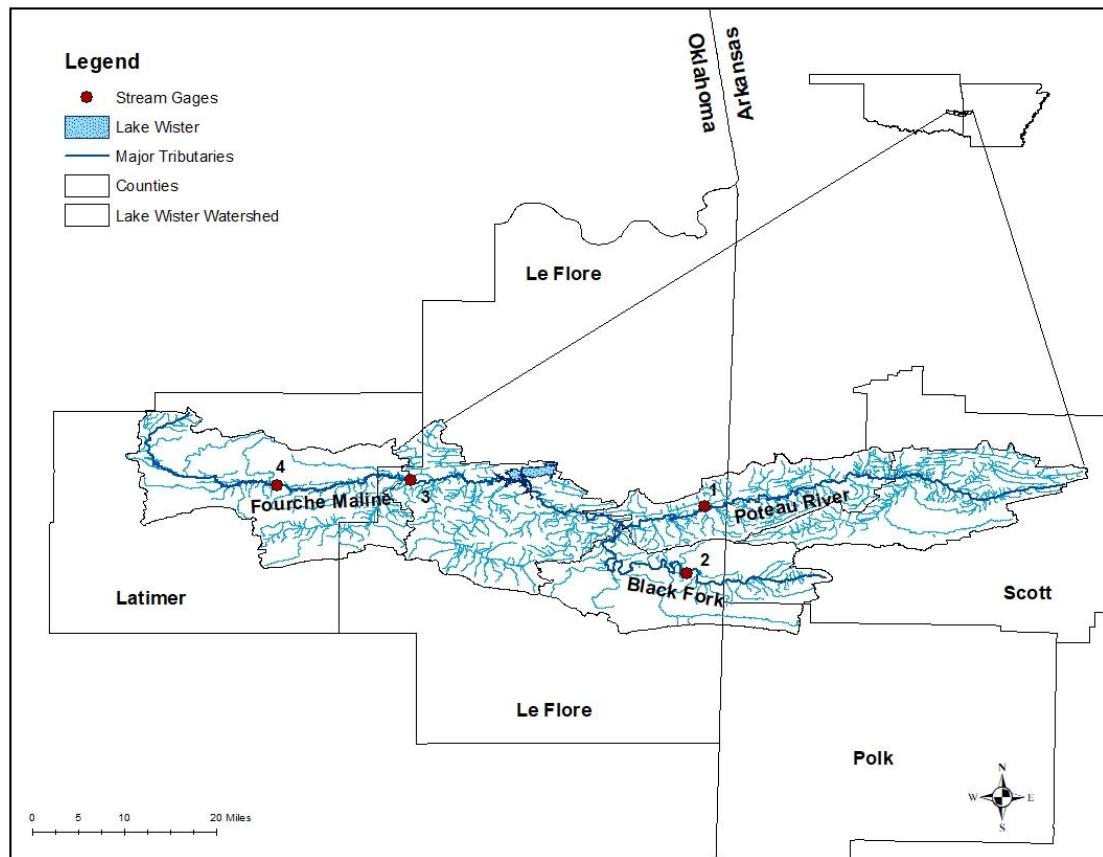 Legend
Stream Gages
Lake Wister
Major Tributaries
Counties
Lake Wister Watershed
Oklahoma
Arkansas
Le Flore
4
Fourche Maline
3
1
Poteau River
2
Black Fork
Latimer
Scott
Le Flore
Polk
N
W E
S
0 5 10 20 Miles